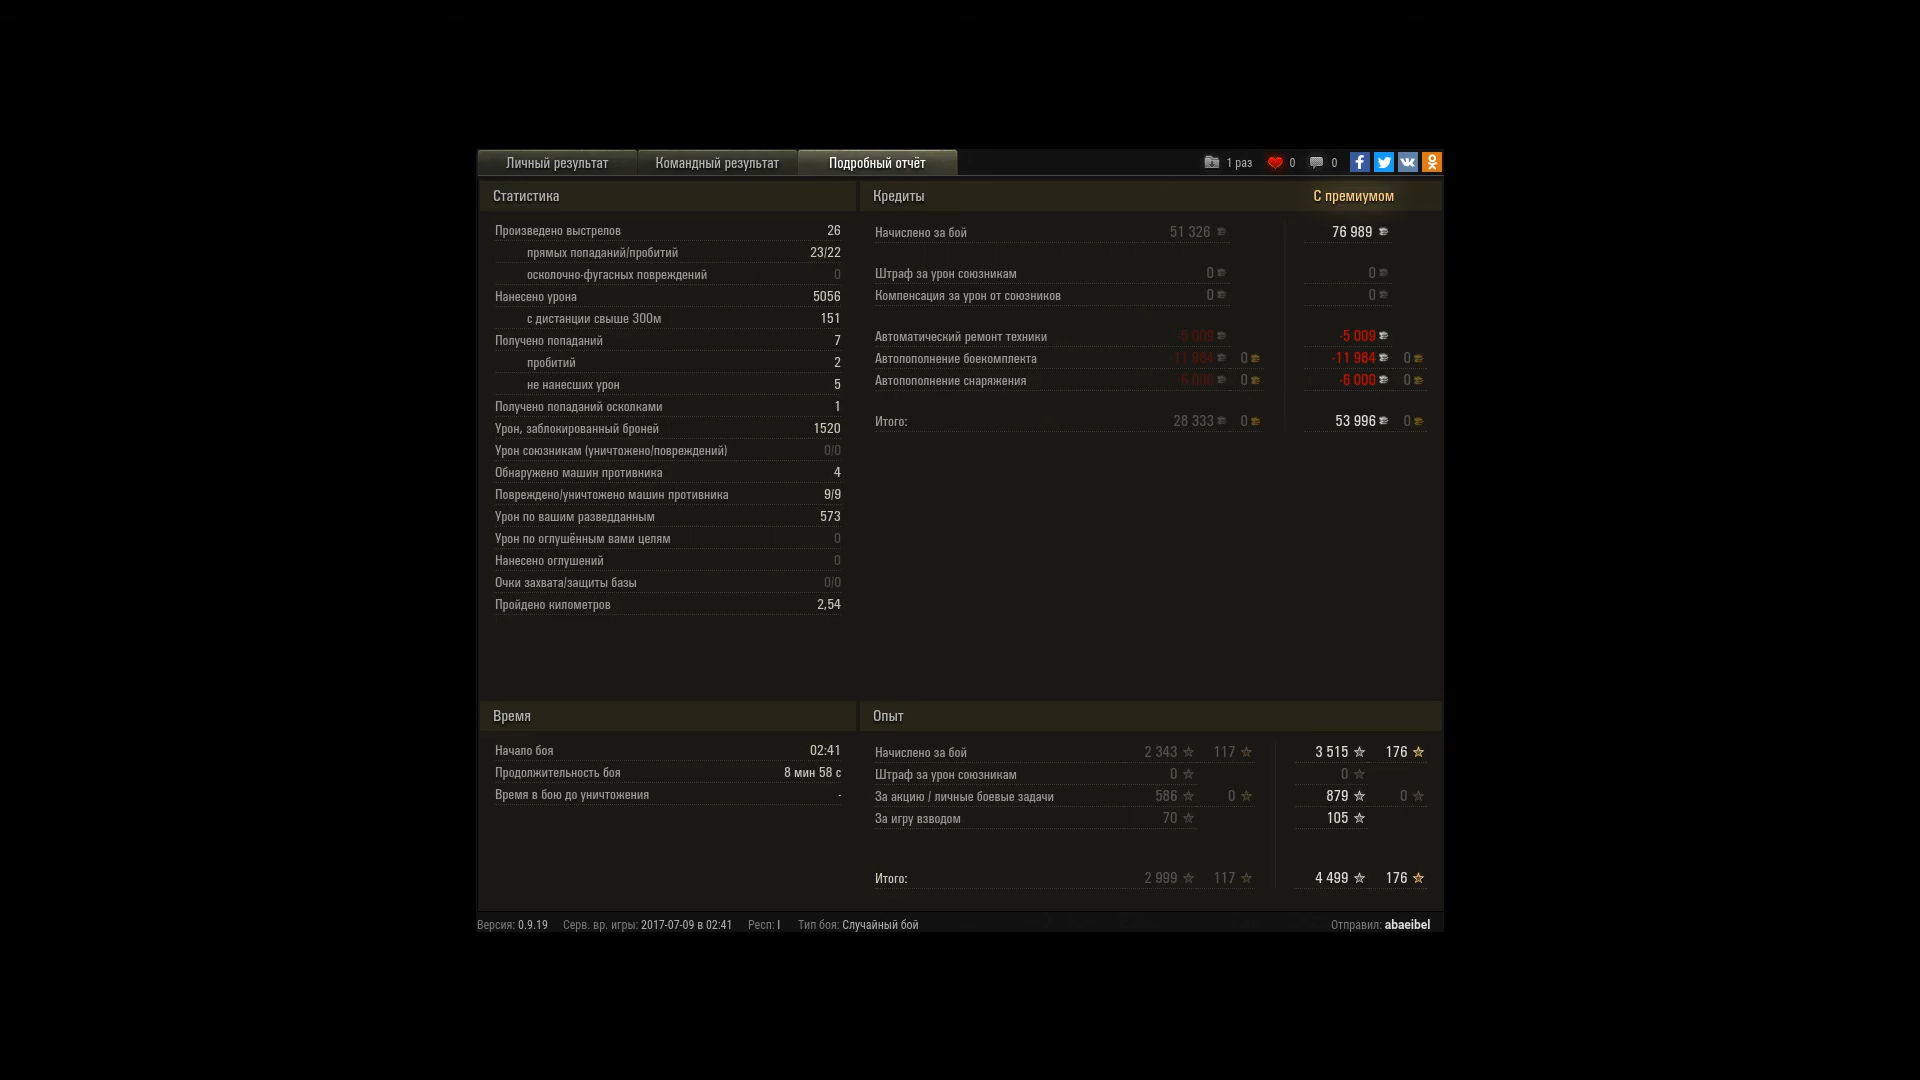 Личный результат Командный результат Подробный отчёт 1 раз 0 0
Статистика
Произведено выстрелов 26
прямых попаданий/пробитий 23/22
осколочно-фугасных повреждений 0
Нанесено урона 5056
с дистанции свыше 300м 151
Получено попаданий 7
пробитий 2
не нанесших урон 5
Получено попаданий осколками 1
Урон, заблокированный броней 1520
Урон союзникам (уничтожено/повреждений) 0/0
Обнаружено машин противника 4
Повреждено/уничтожено машин противника 9/9
Урон по вашим разведданным 573
Урон по оглушённым вами целям 0
Нанесено оглушений 0
Очки захвата/защиты базы 0/0
Пройдено километров 2,54
Кредиты С премиумом
Начислено за бой 51 326 76 989
Штраф за урон союзникам 0 0
Компенсация за урон от союзников 0 0
Автоматический ремонт техники -5 009 -5 009
Автопополнение боекомплекта -11 984 0 -11 984 0
Автопополнение снаряжения -6 000 0 -6 000 0
Итого: 28 333 0 53 996 0
Время
Начало боя 02:41
Продолжительность боя 8 мин 58 с
Время в бою до уничтожения -
Опыт
Начислено за бой 2 343 117 3 515 176
Штраф за урон союзникам 0 0
За акцию / личные боевые задачи 586 0 879 0
За игру взводом 70 105
Итого: 2 999 117 4 499 176
Версия: 0.9.19 Серв. вр. игры: 2017-07-09 в 02:41 Респ: I Тип боя: Случайный бой Отправил: abaeibel